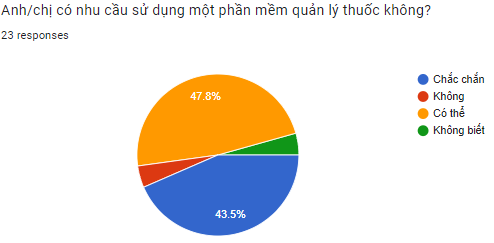 Anh/chị có nhu cầu sử dụng một phần mềm quản lý thuốc không?
23 responses
47.8%
43.5%
Chắc chắn
Không
Có thể
Không biết